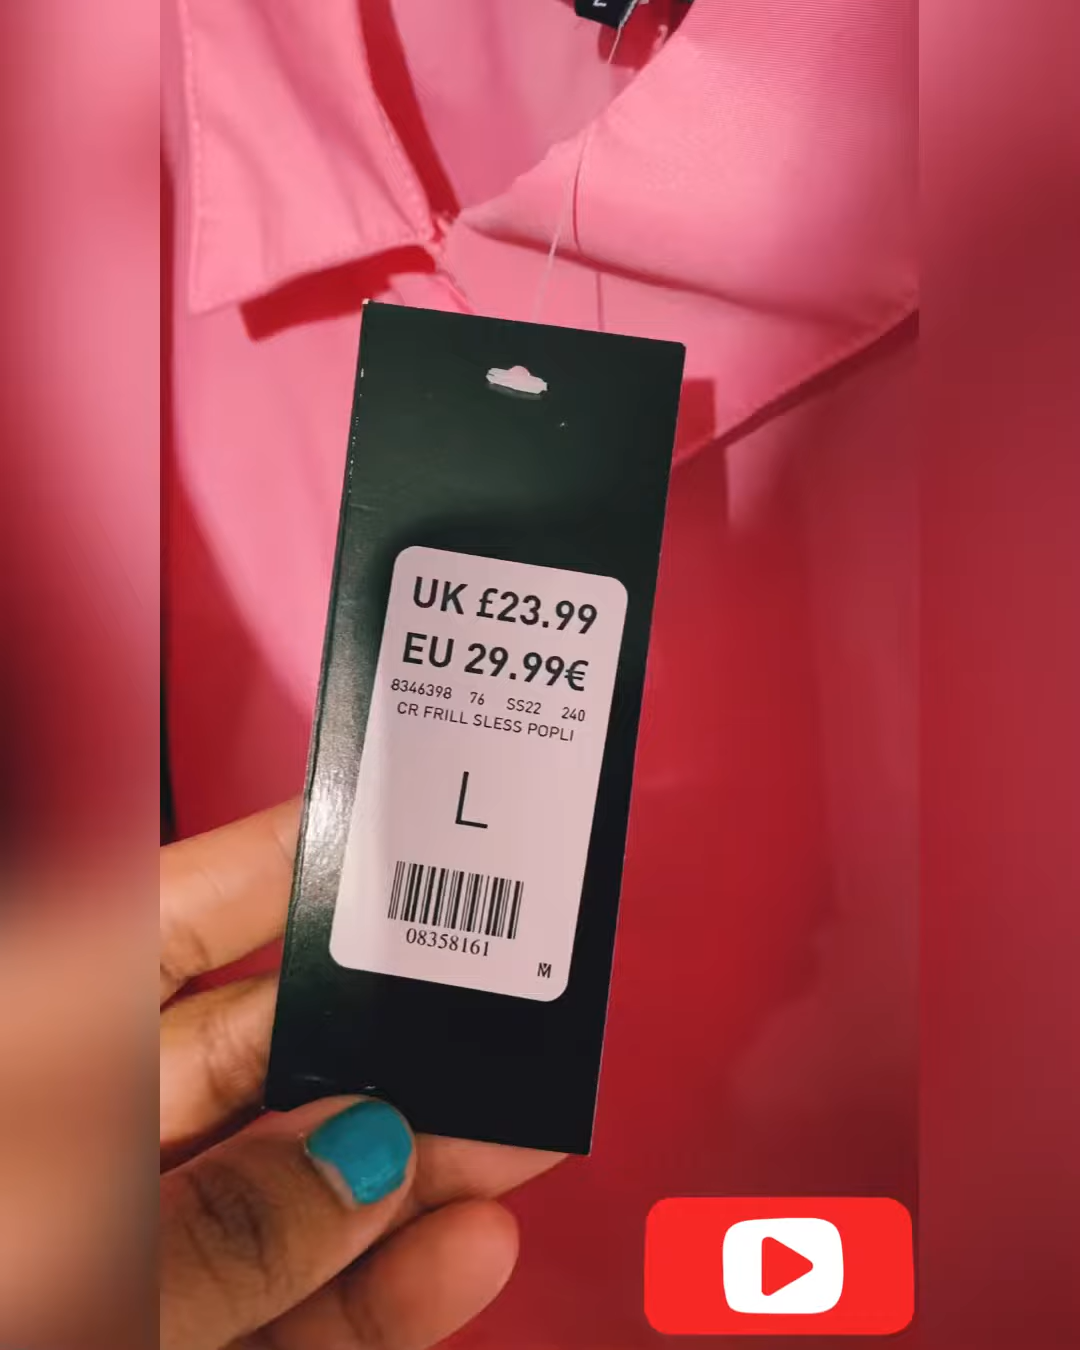 UK £23.99
EU 29.99€
8346398 76 SS22 240
CR FRILL SLESS POPLI
L
08358161